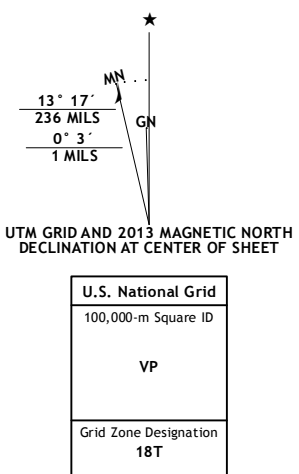 ★
MN
13° 17´
236 MILS
GN
0° 3´
1 MILS
UTM GRID AND 2013 MAGNETIC NORTH
DECLINATION AT CENTER OF SHEET
U.S. National Grid
100,000-m Square ID
VP
Grid Zone Designation
18T